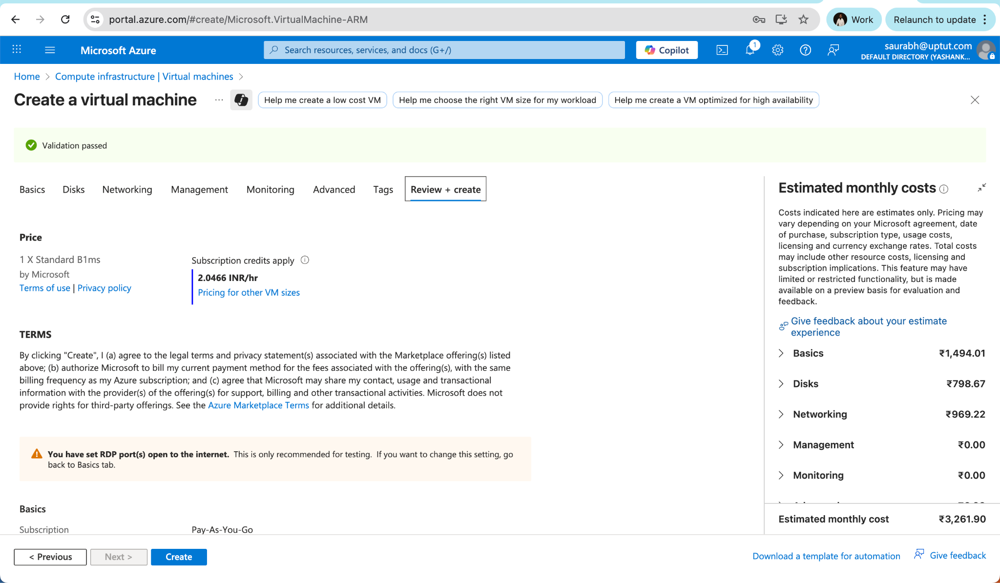 portal.azure.com/#create/Microsoft.VirtualMachine-ARM
Work
Relaunch to update
Microsoft Azure
Search resources, services, and docs (G+/)
Copilot
1
saurabh@uptut.com
DEFAULT DIRECTORY (YASHANK...
Home > Compute infrastructure | Virtual machines >
Create a virtual machine
...
Help me create a low cost VM
Help me choose the right VM size for my workload
Help me create a VM optimized for high availability
Validation passed
Basics
Disks
Networking
Management
Monitoring
Advanced
Tags
Review + create
Price
1 X Standard B1ms
by Microsoft
Terms of use | Privacy policy
Subscription credits apply
2.0466 INR/hr
Pricing for other VM sizes
TERMS
By clicking "Create", I (a) agree to the legal terms and privacy statement(s) associated with the Marketplace offering(s) listed
above; (b) authorize Microsoft to bill my current payment method for the fees associated with the offering(s), with the same
billing frequency as my Azure subscription; and (c) agree that Microsoft may share my contact, usage and transactional
information with the provider(s) of the offering(s) for support, billing and other transactional activities. Microsoft does not
provide rights for third-party offerings. See the Azure Marketplace Terms for additional details.
You have set RDP port(s) open to the internet. This is only recommended for testing. If you want to change this setting, go
back to Basics tab.
Basics
Subscription
Pay-As-You-Go
Estimated monthly costs
Costs indicated here are estimates only. Pricing may
vary depending on your Microsoft agreement, date
of purchase, subscription type, usage costs,
licensing and currency exchange rates. Total costs
may include other resource costs, licensing and
subscription implications. This feature may have
limited or restricted functionality, but is made
available on a preview basis for evaluation and
feedback.
Give feedback about your estimate
experience
Basics ₹1,494.01
Disks ₹798.67
Networking ₹969.22
Management ₹0.00
Monitoring ₹0.00
Estimated monthly cost ₹3,261.90
< Previous
Next >
Create
Download a template for automation
Give feedback